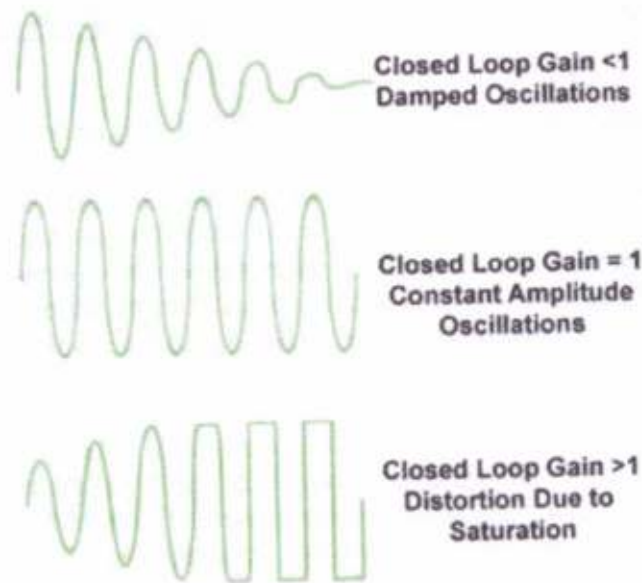 Closed Loop Gain <1
Damped Oscillations
Closed Loop Gain = 1
Constant Amplitude
Oscillations
Closed Loop Gain >1
Distortion Due to
Saturation